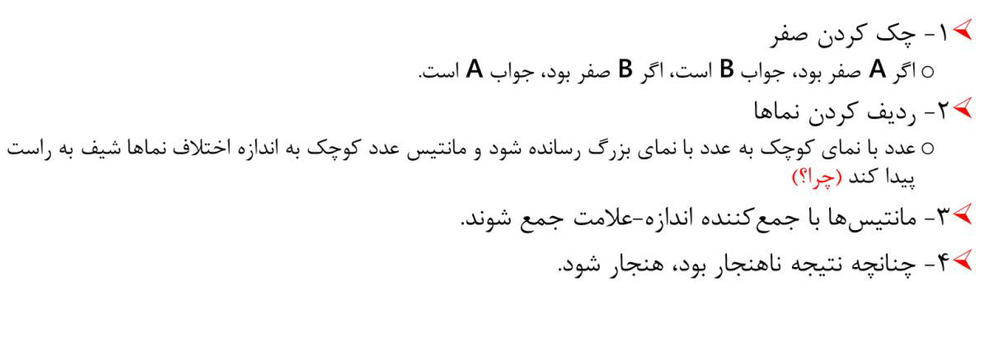 ۱- چک کردن صفر
اگر A صفر بود، جواب B است، اگر B صفر بود، جواب A است.
۲- ردیف کردن نماها
عدد با نمای کوچک به عدد با نمای بزرگ رسانده شود و مانتیس عدد کوچک به اندازه اختلاف نماها شیف به راست
پیدا کند (چرا؟)
۳- مانتیس‌ها با جمع‌کننده اندازه-علامت جمع شوند.
۴- چنانچه نتیجه ناهنجار بود، هنجار شود.